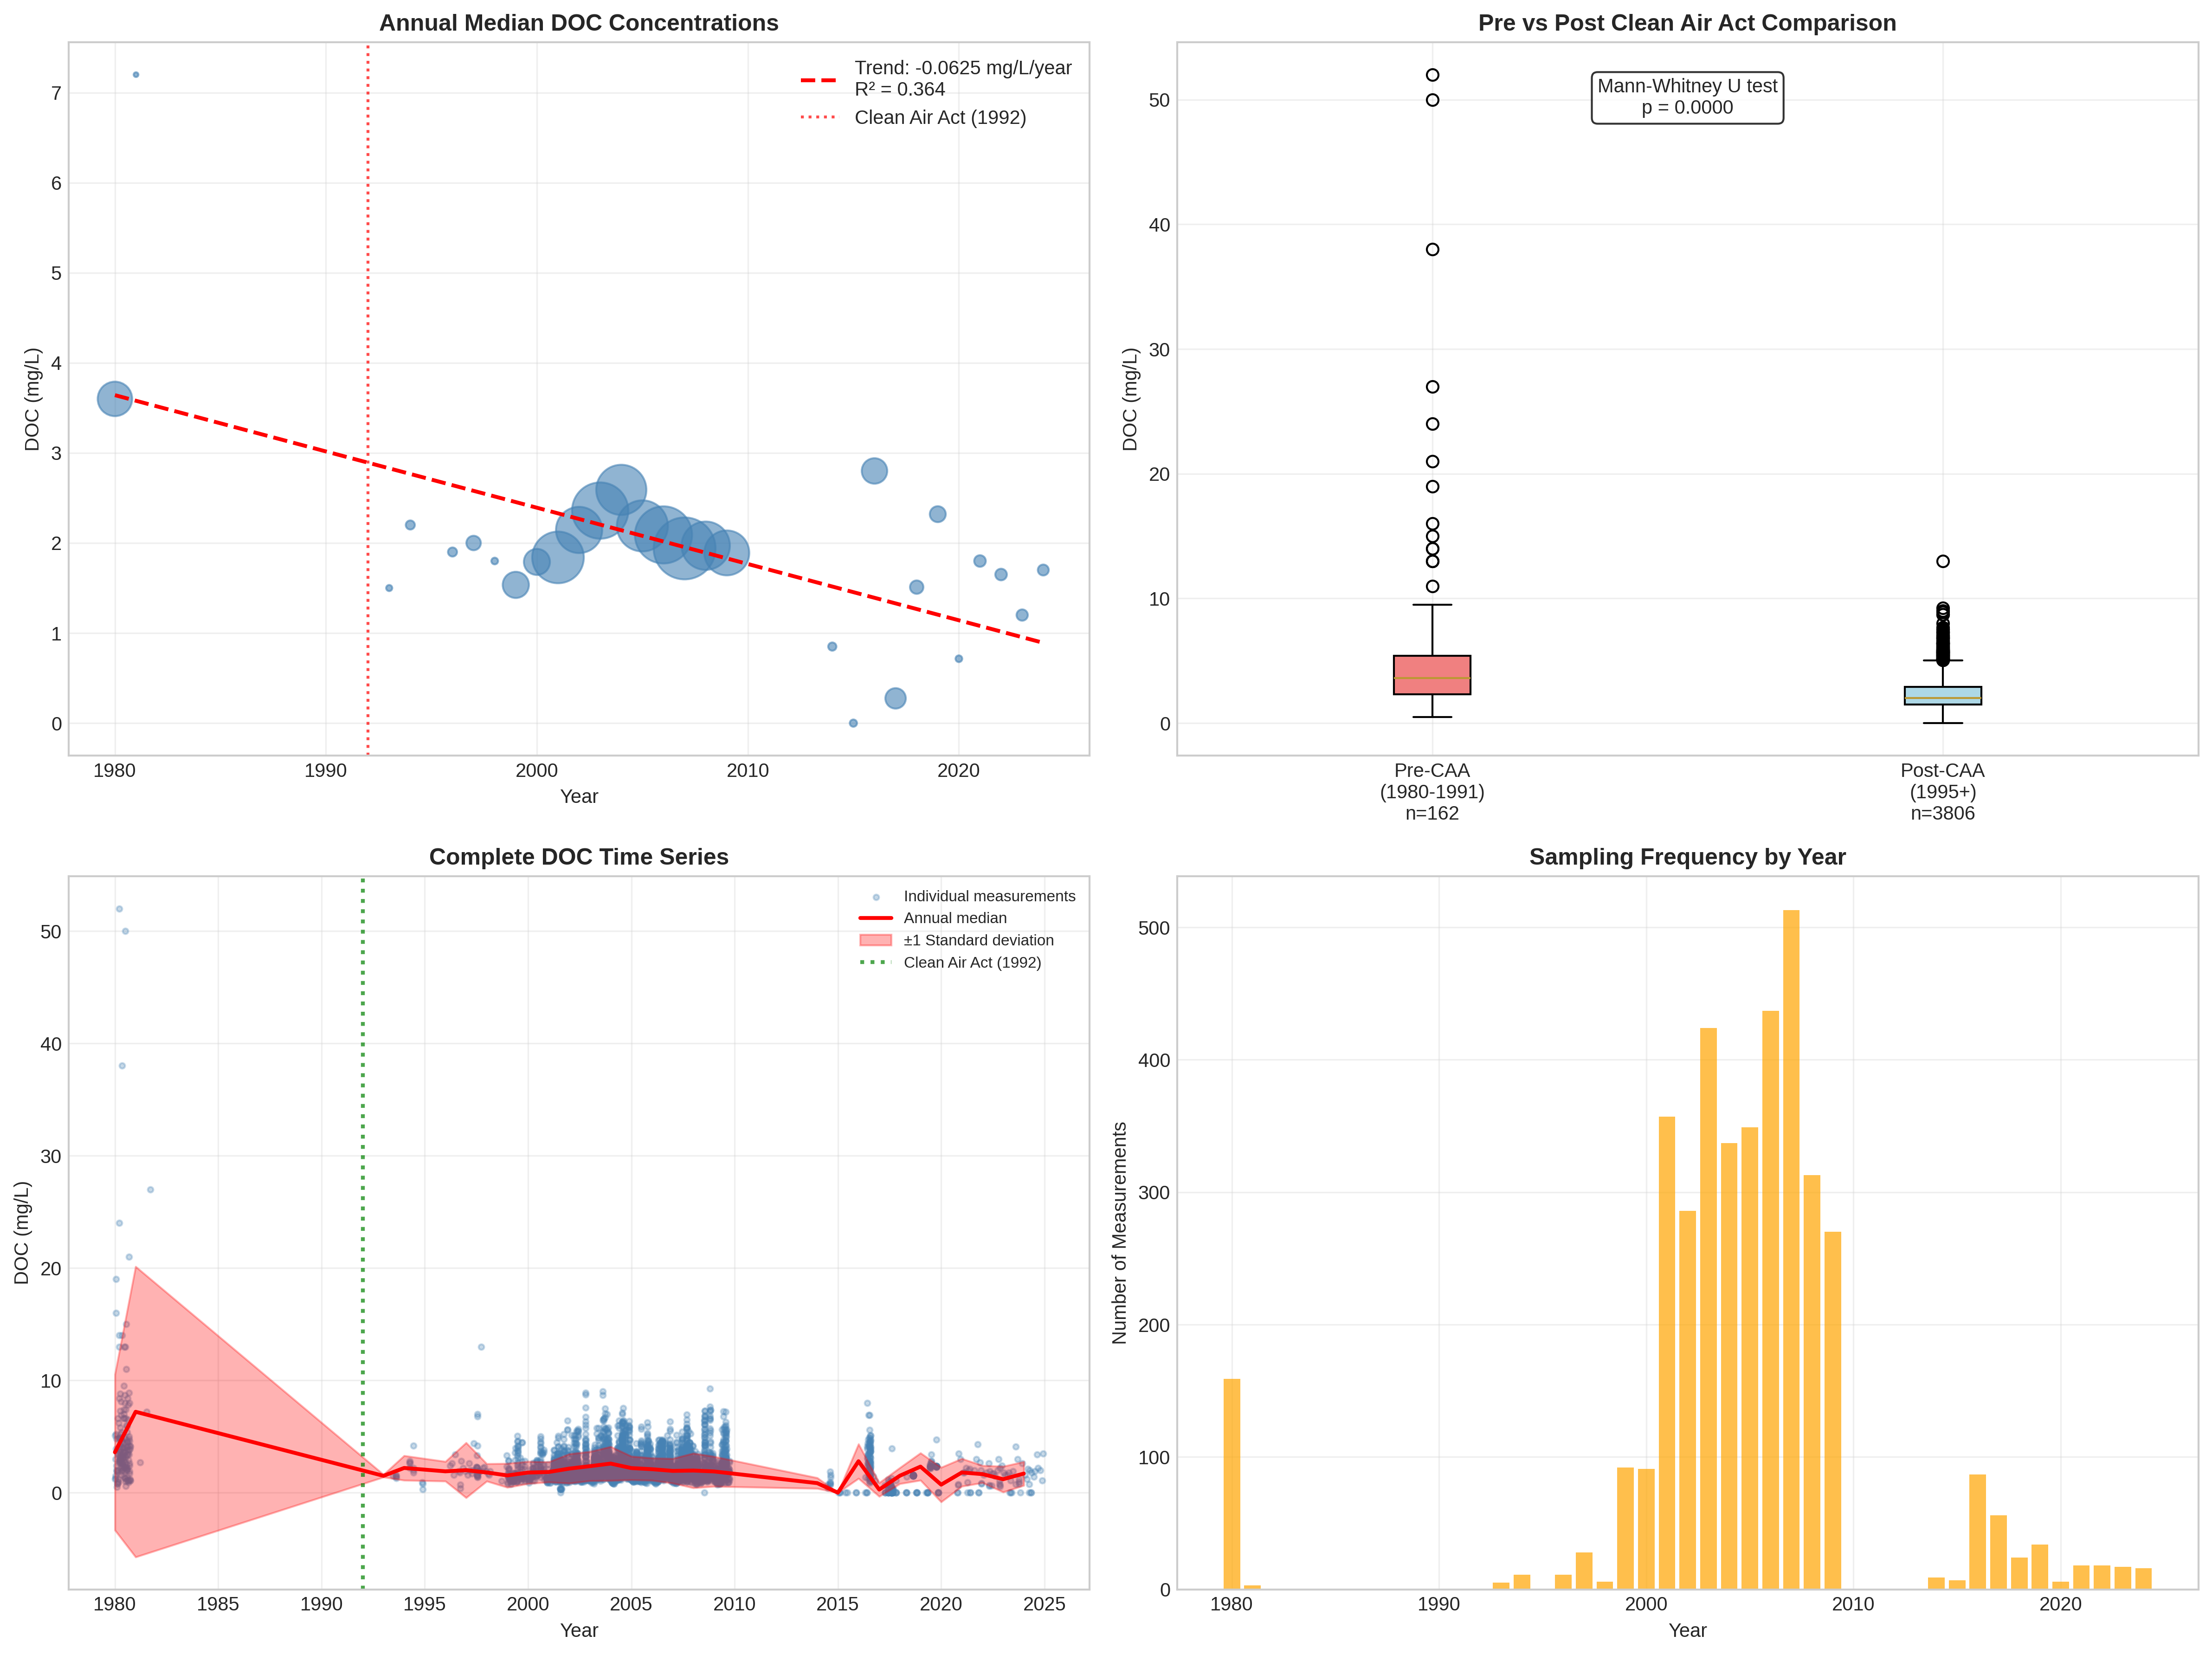 Annual Median DOC Concentrations
Trend: -0.0625 mg/L/year
R² = 0.364
Clean Air Act (1992)
DOC (mg/L)
7
6
5
4
3
2
1
0
1980
1990
2000
2010
2020
Year
Pre vs Post Clean Air Act Comparison
Mann-Whitney U test
p = 0.0000
DOC (mg/L)
50
40
30
20
10
0
Pre-CAA
(1980-1991)
n=162
Post-CAA
(1995+)
n=3806
Complete DOC Time Series
Individual measurements
Annual median
±1 Standard deviation
Clean Air Act (1992)
DOC (mg/L)
50
40
30
20
10
0
1980
1985
1990
1995
2000
2005
2010
2015
2020
2025
Year
Sampling Frequency by Year
Number of Measurements
500
400
300
200
100
0
1980
1990
2000
2010
2020
Year